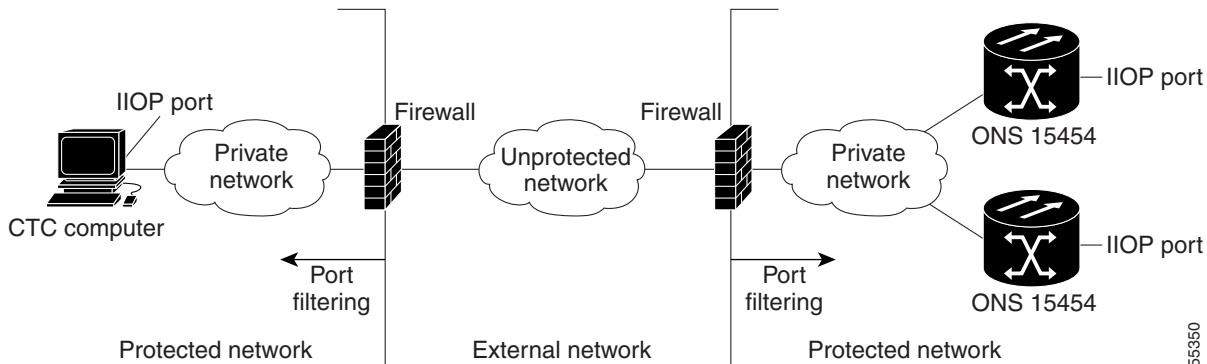 IIOP port
Firewall
Firewall
IIOP port
Private
network
Unprotected
network
Private
network
ONS 15454
CTC computer
IIOP port
Port
filtering
Port
filtering
ONS 15454
Protected network
External network
Protected network
55350